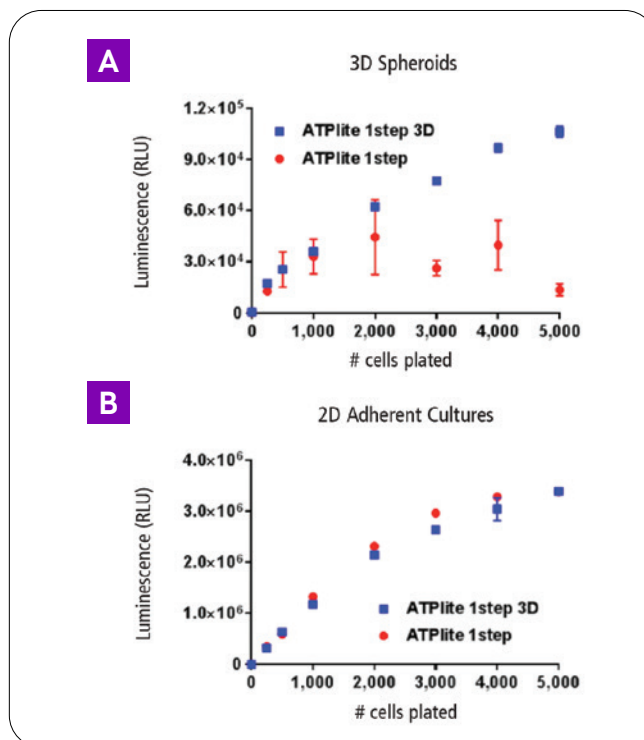 A
3D Spheroids
1.2×10⁵
9.0×10⁴
6.0×10⁴
3.0×10⁴
0
Luminescence (RLU)
ATPlite 1step 3D
ATPlite 1step
0 1,000 2,000 3,000 4,000 5,000
# cells plated
B
2D Adherent Cultures
4.0×10⁶
3.0×10⁶
2.0×10⁶
1.0×10⁶
0
Luminescence (RLU)
ATPlite 1step 3D
ATPlite 1step
0 1,000 2,000 3,000 4,000 5,000
# cells plated